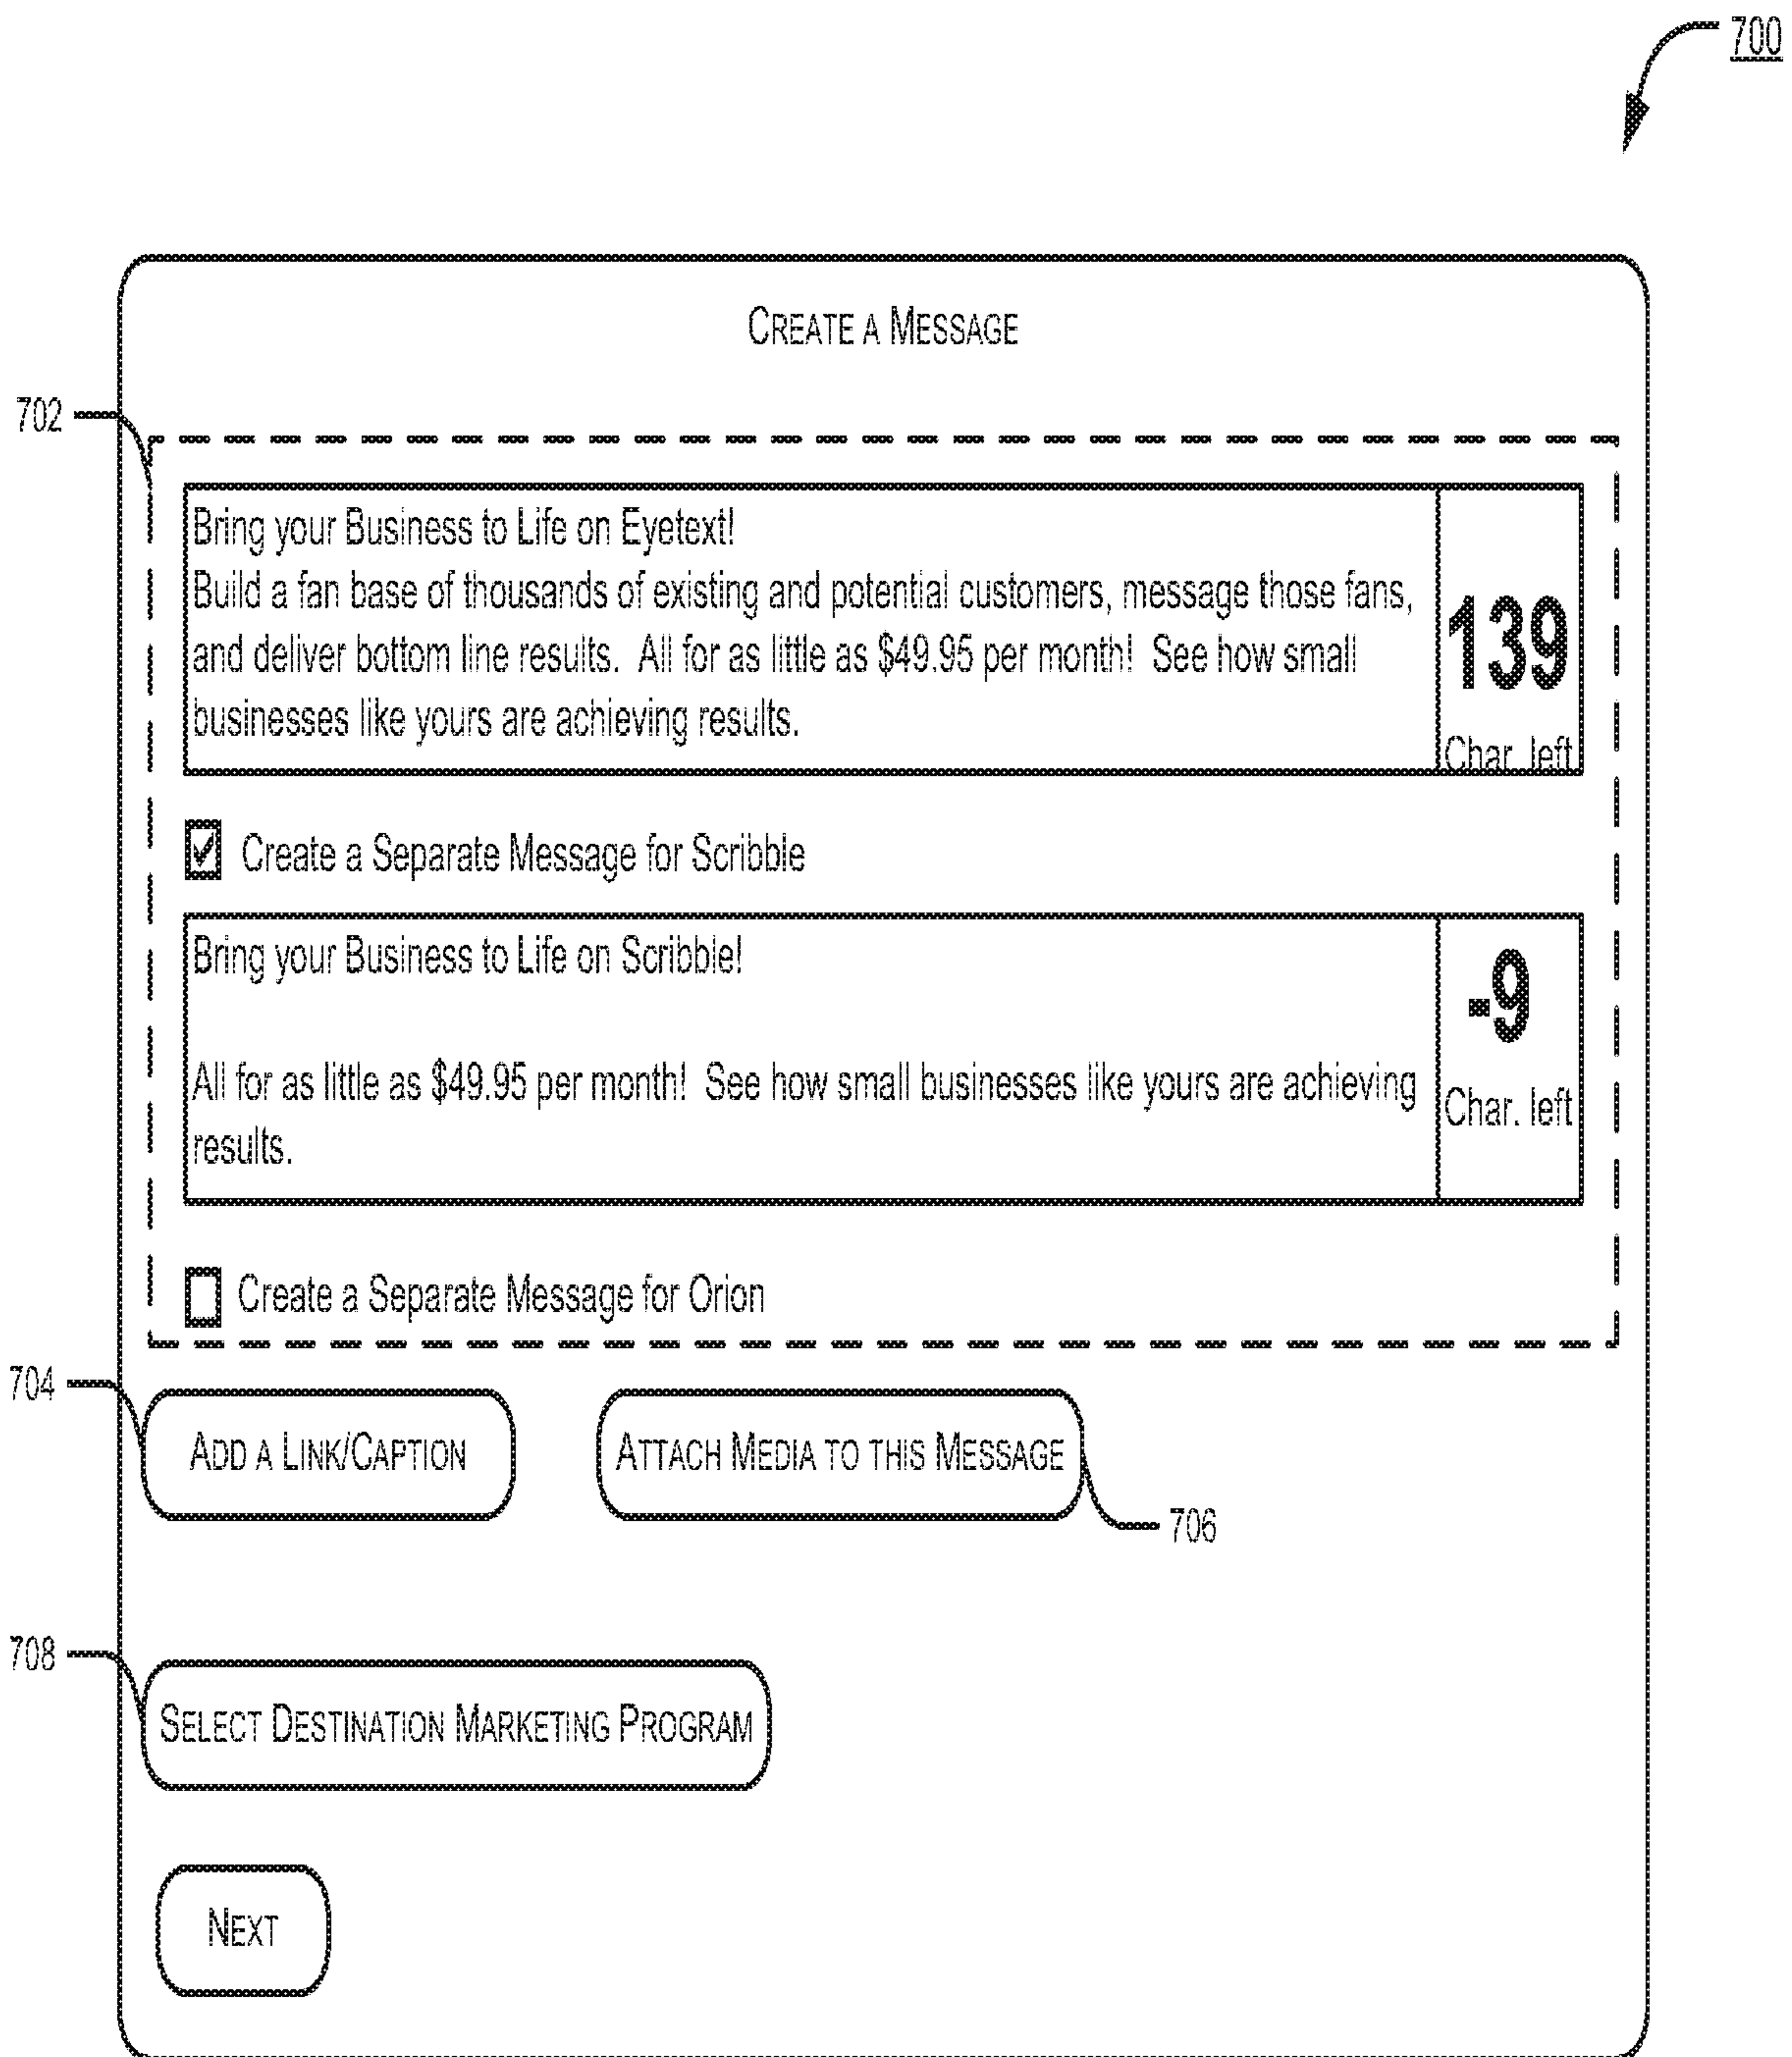 700
CREATE A MESSAGE
702
Bring your Business to Life on Eyetext!
Build a fan base of thousands of existing and potential customers, message those fans,
and deliver bottom line results.  All for as little as $49.95 per month!  See how small
businesses like yours are achieving results.
139
Char. left
Create a Separate Message for Scribble
Bring your Business to Life on Scribble!
All for as little as $49.95 per month!  See how small businesses like yours are achieving
results.
-9
Char. left
Create a Separate Message for Orion
704
ADD A LINK/CAPTION
ATTACH MEDIA TO THIS MESSAGE
706
708
SELECT DESTINATION MARKETING PROGRAM
NEXT